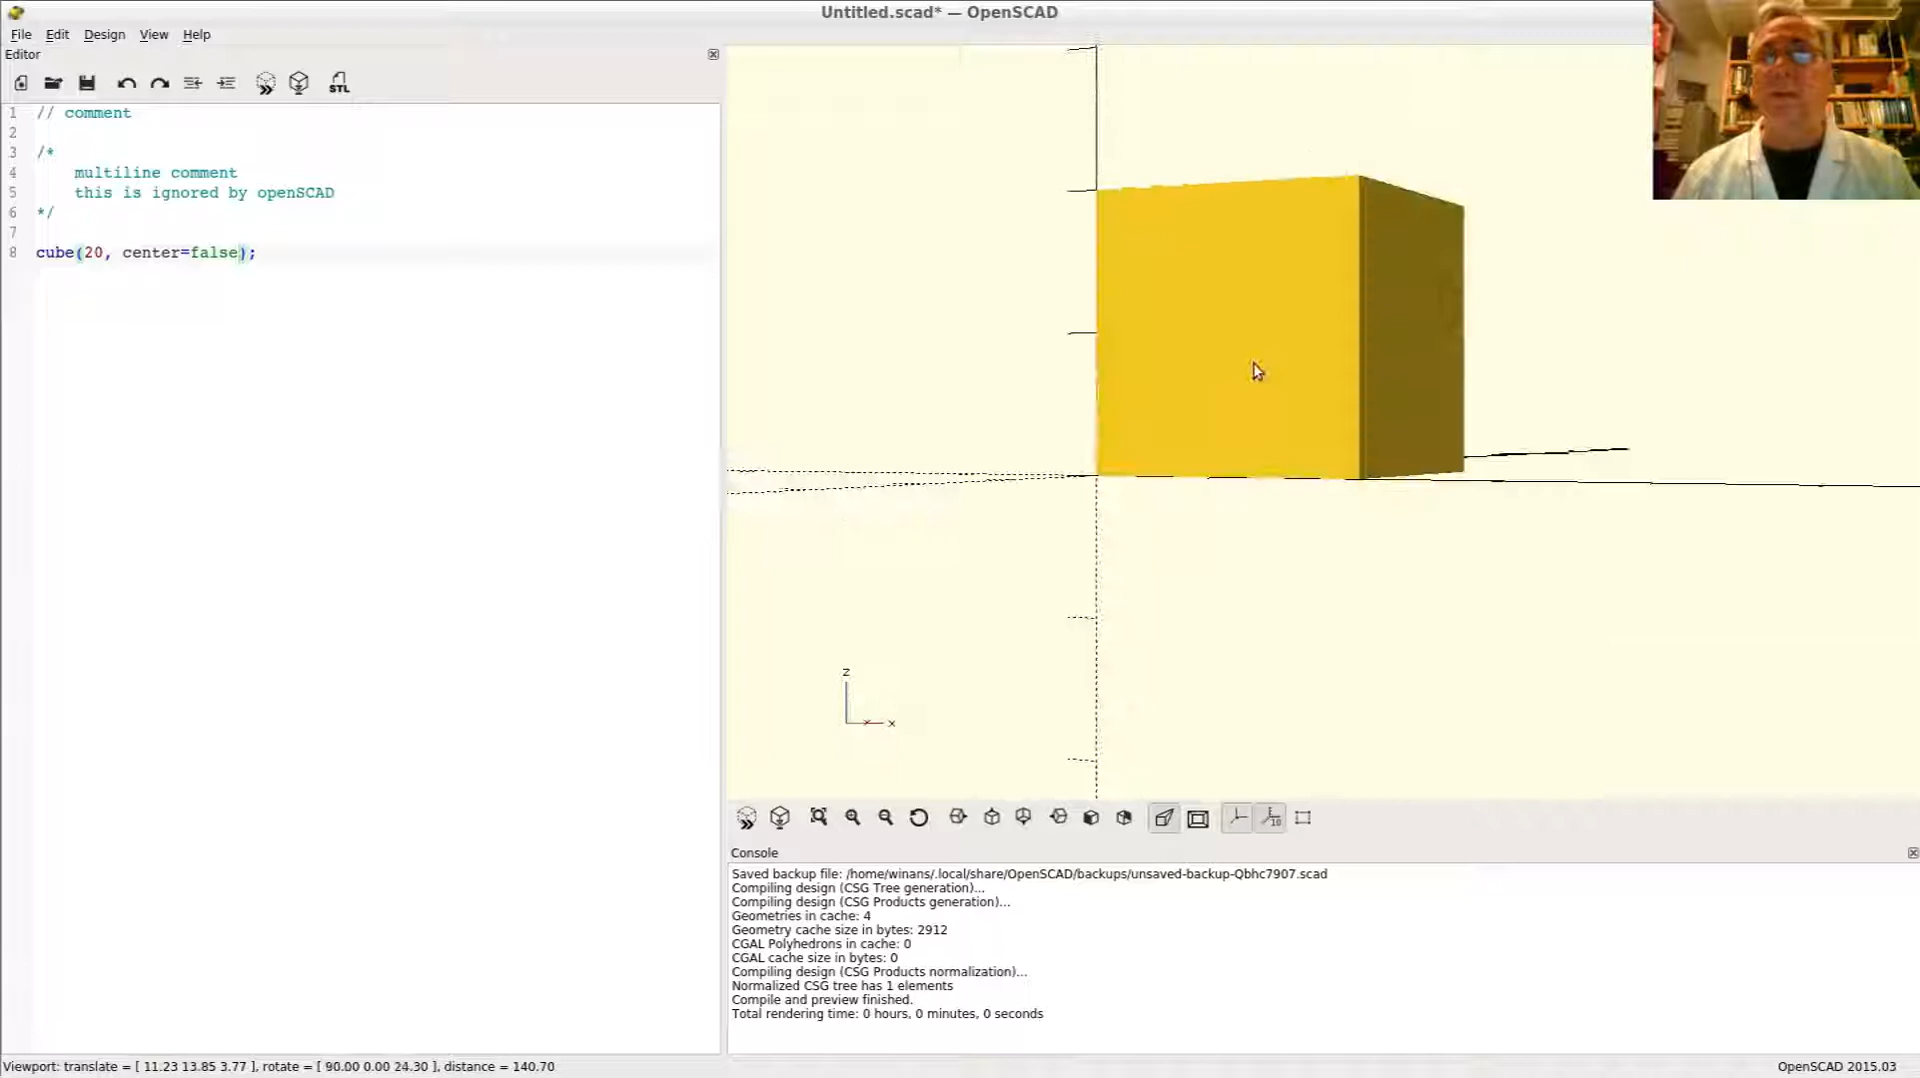 Untitled.scad* — OpenSCAD
File Edit Design View Help
Editor
STL
1 // comment
2
3 /*
4 multiline comment
5 this is ignored by openSCAD
6 */
7
8 cube(20, center=false);
z
x
10
Console
Saved backup file: /home/winans/.local/share/OpenSCAD/backups/unsaved-backup-Qbhc7907.scad
Compiling design (CSG Tree generation)...
Compiling design (CSG Products generation)...
Geometries in cache: 4
Geometry cache size in bytes: 2912
CGAL Polyhedrons in cache: 0
CGAL cache size in bytes: 0
Compiling design (CSG Products normalization)...
Normalized CSG tree has 1 elements
Compile and preview finished.
Total rendering time: 0 hours, 0 minutes, 0 seconds
Viewport: translate = [ 11.23 13.85 3.77 ], rotate = [ 90.00 0.00 24.30 ], distance = 140.70
OpenSCAD 2015.03